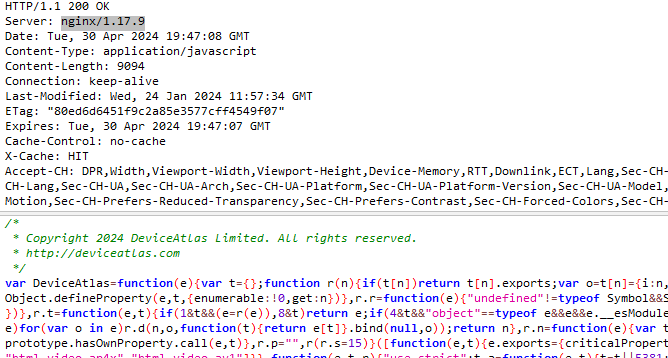 HTTP/1.1 200 OK
Server: nginx/1.17.9
Date: Tue, 30 Apr 2024 19:47:08 GMT
Content-Type: application/javascript
Content-Length: 9094
Connection: keep-alive
Last-Modified: Wed, 24 Jan 2024 11:57:34 GMT
ETag: "80ed6d6451f9c2a85e3577cff4549f07"
Expires: Tue, 30 Apr 2024 19:47:07 GMT
Cache-Control: no-cache
X-Cache: HIT
Accept-CH: DPR,Width,Viewport-Width,Viewport-Height,Device-Memory,RTT,Downlink,ECT,Lang,Sec-CH-
CH-Lang,Sec-CH-UA,Sec-CH-UA-Arch,Sec-CH-UA-Platform,Sec-CH-UA-Platform-Version,Sec-CH-UA-Model,
Motion,Sec-CH-Prefers-Reduced-Transparency,Sec-CH-Prefers-Contrast,Sec-CH-Forced-Colors,Sec-CH-
/*
* Copyright 2024 DeviceAtlas Limited. All rights reserved.
* http://deviceatlas.com
*/
var DeviceAtlas=function(e){var t={};function r(n){if(t[n])return t[n].exports;var o=t[n]={i:n,
Object.defineProperty(e,t,{enumerable:!0,get:n})},r.r=function(e){"undefined"!=typeof Symbol&&S
})},r.t=function(e,t){if(1&t&&(e=r(e)),8&t)return e;if(4&t&&"object"==typeof e&&e&&e.__esModule
e)for(var o in e)r.d(n,o,function(t){return e[t]}.bind(null,o));return n},r.n=function(e){var t
prototype.hasOwnProperty.call(e,t)},r.p="",r(r.s=15)}([function(e,t){e.exports={criticalPropert